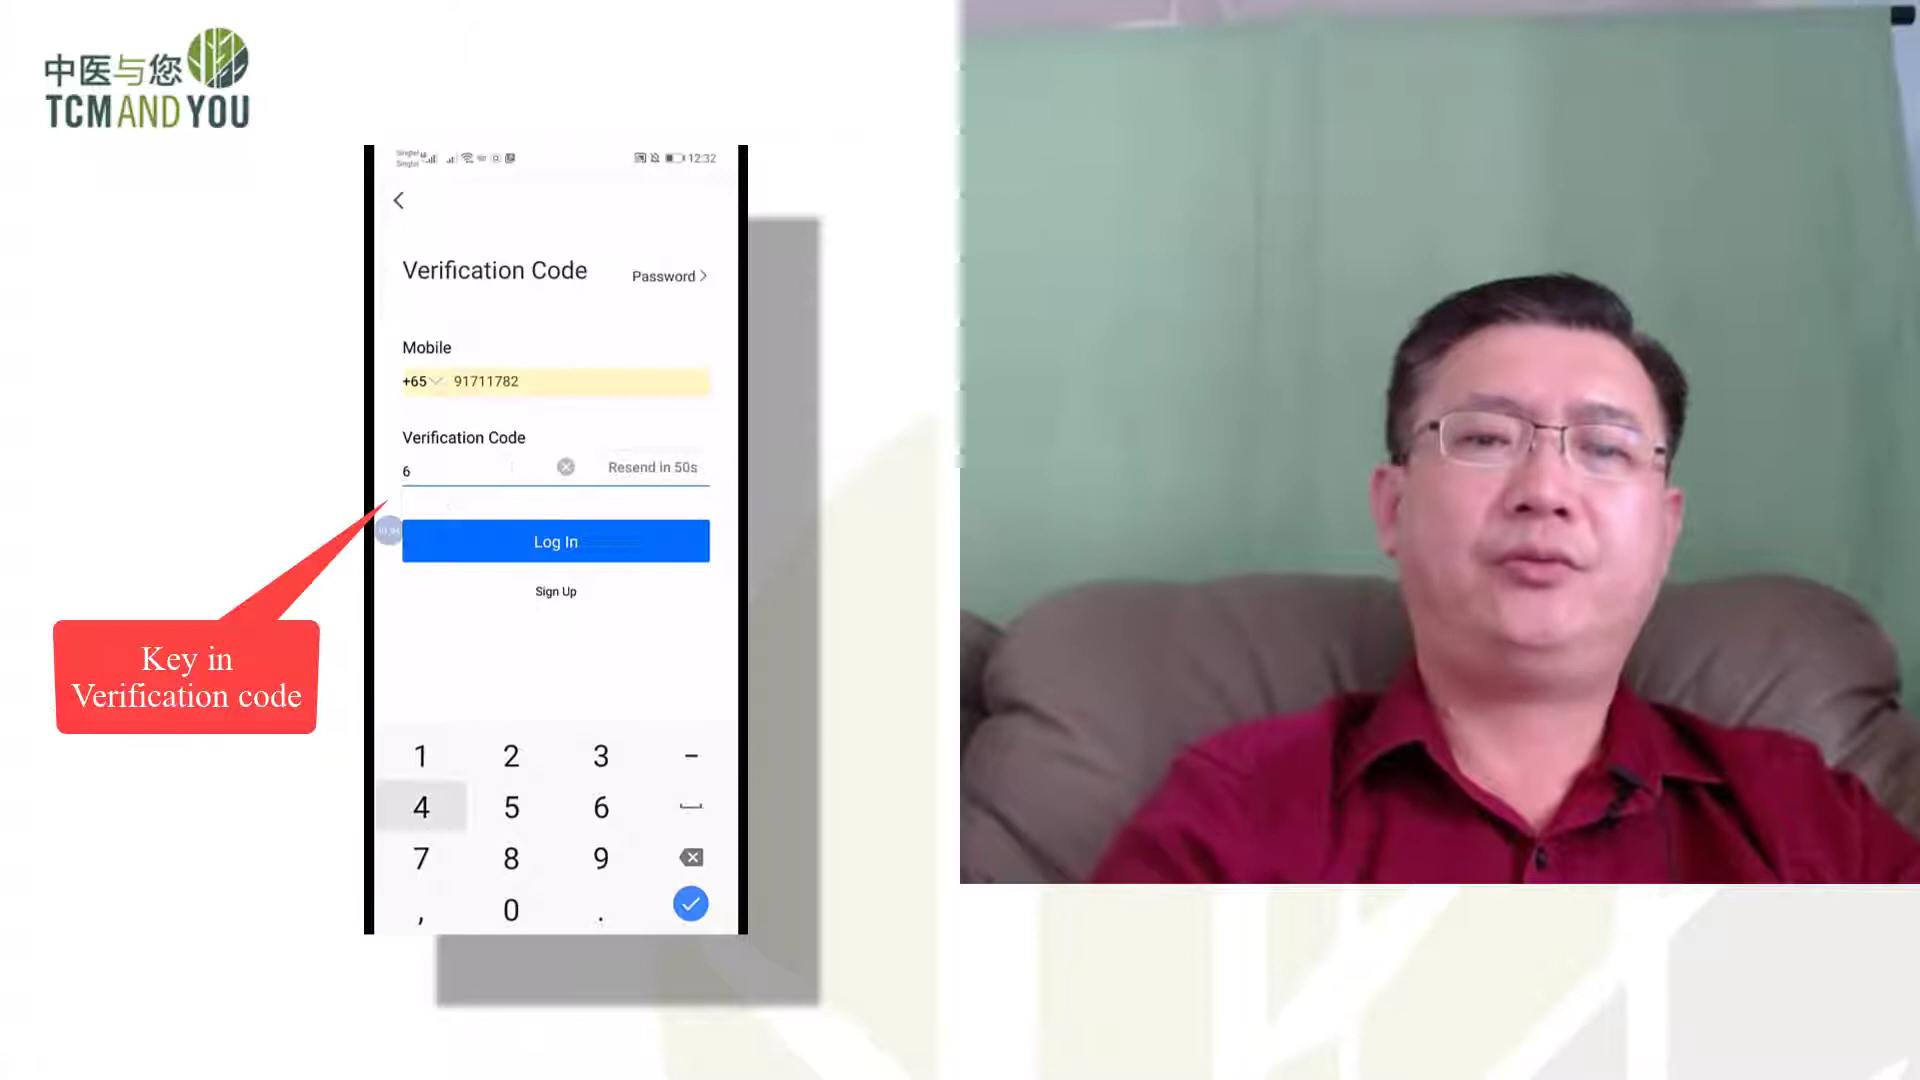 中医与您
TCM AND YOU
Singtel
Singtel
12:32
Verification Code
Password
Mobile
+65 91711782
Verification Code
6
Resend in 50s
Log In
Sign Up
Key in
Verification code
1 2 3 -
4 5 6
7 8 9
, 0 .